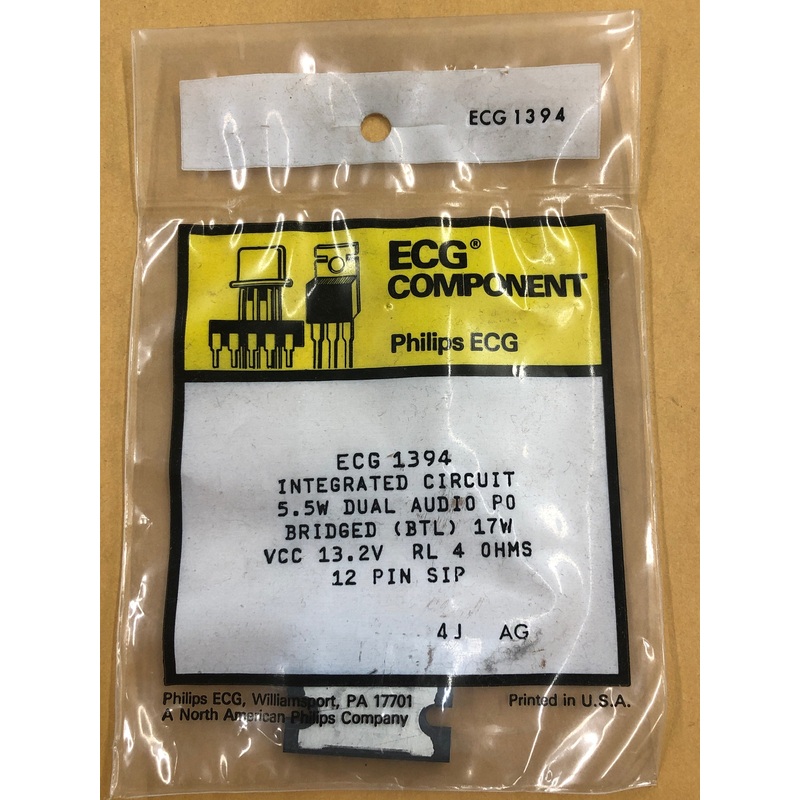 ECG 1394
ECG® COMPONENT
Philips ECG
ECG 1394
INTEGRATED CIRCUIT
5.5W DUAL AUDIO PO
BRIDGED (BTL) 17W
VCC 13.2V RL 4 OHMS
12 PIN SIP
4J AG
Philips ECG, Williamsport, PA 17701
A North American Philips Company
Printed in U.S.A.